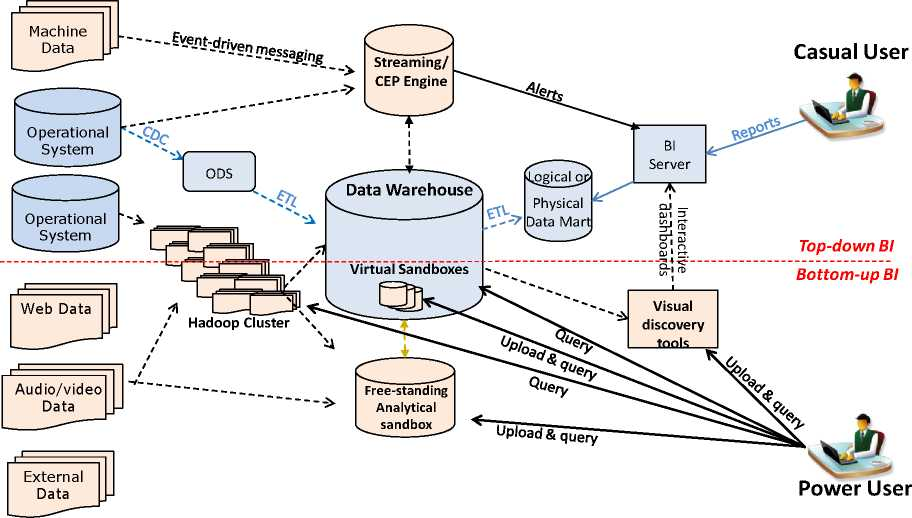 Machine
Data
Event-driven messaging
Streaming/
CEP Engine
Alerts
Casual User
Operational
System
CDC
ODS
ETL
Data Warehouse
ETL
Logical or
Physical
Data Mart
BI
Server
Reports
Operational
System
Interactive
Dashboards
Top-down BI
Bottom-up BI
Virtual Sandboxes
Web Data
Hadoop Cluster
Visual
discovery
tools
Query
Upload & query
Query
Upload & query
Audio/video
Data
Free-standing
Analytical
sandbox
Upload & query
External
Data
Power User